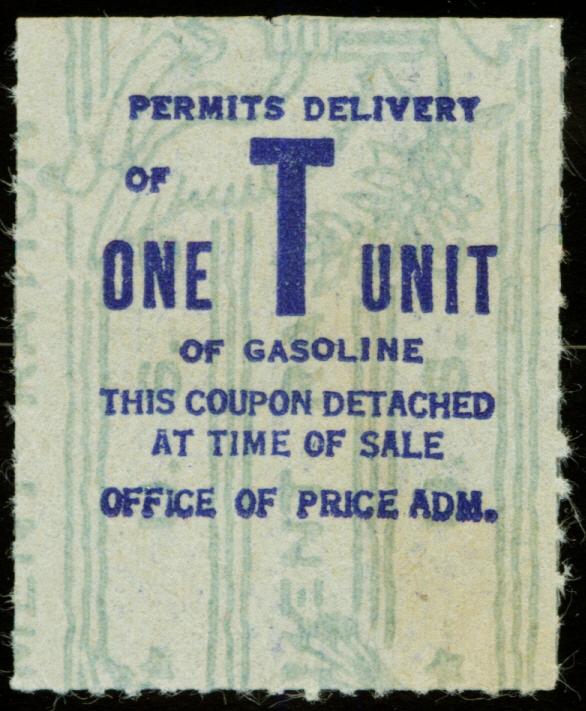 PERMITS DELIVERY
OF T
ONE UNIT
OF GASOLINE
THIS COUPON DETACHED
AT TIME OF SALE
OFFICE OF PRICE ADM.